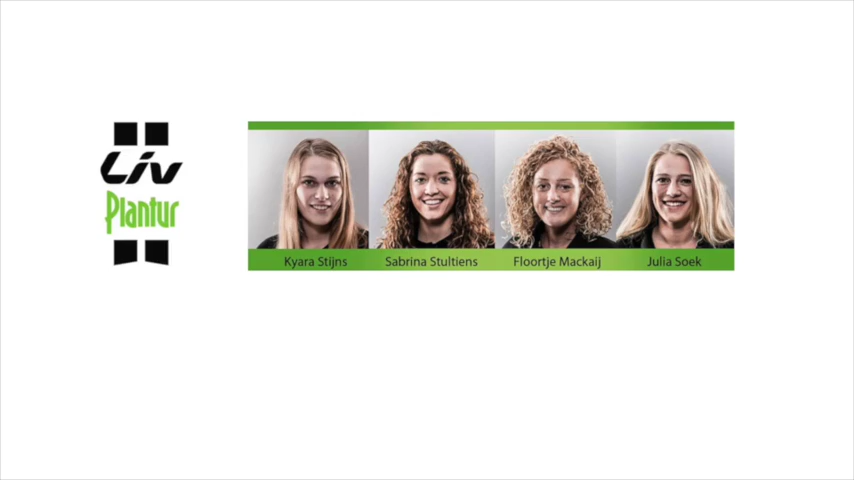 Liv
Plantur
Kyara Stijns
Sabrina Stultiens
Floortje Mackaij
Julia Soek